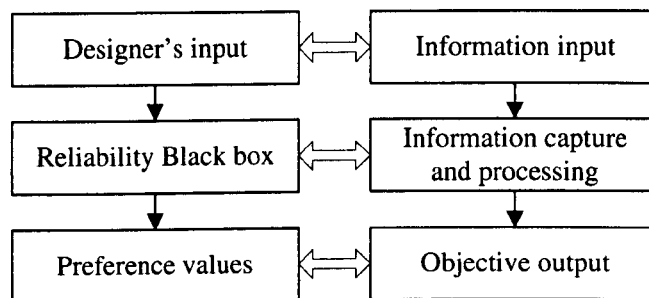 Designer's input
Information input
Reliability Black box
Information capture
and processing
Preference values
Objective output